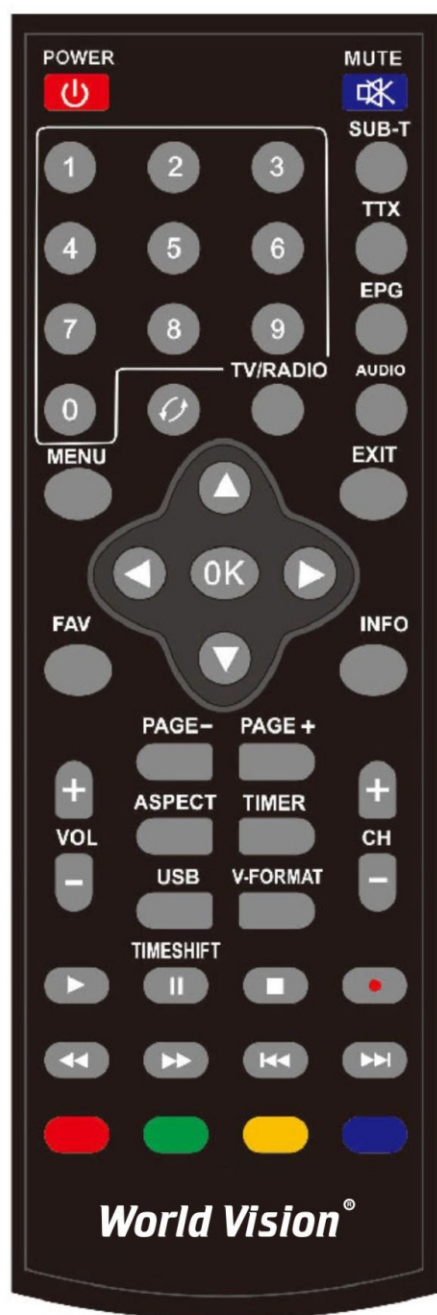 POWER MUTE
SUB-T
1 2 3
TTX
4 5 6
EPG
7 8 9
TV/RADIO AUDIO
0
MENU EXIT
OK
FAV INFO
PAGE- PAGE +
+ +
ASPECT TIMER
VOL CH
- -
USB V-FORMAT
TIMESHIFT
World Vision®